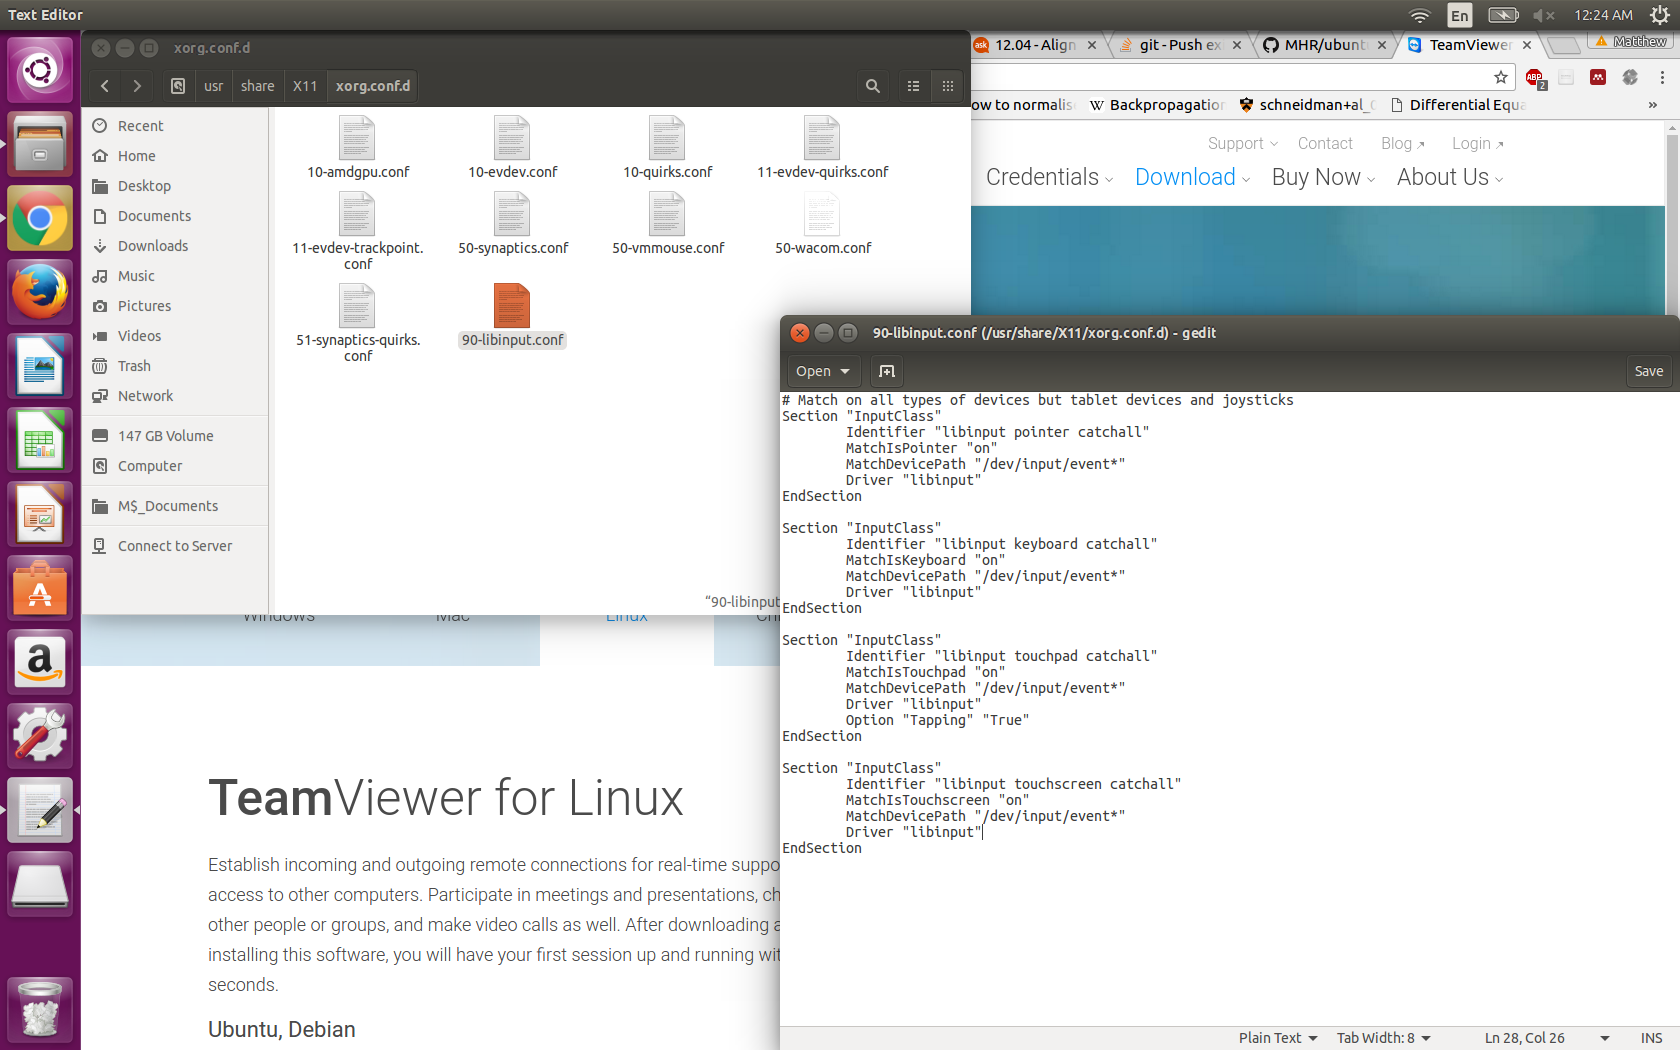 Text Editor
En
12:24 AM
xorg.conf.d
usr
share
X11
xorg.conf.d
Recent
Home
Desktop
Documents
Downloads
Music
Pictures
Videos
Trash
Network
147 GB Volume
Computer
M$_Documents
Connect to Server
10-amdgpu.conf
10-evdev.conf
10-quirks.conf
11-evdev-quirks.conf
11-evdev-trackpoint.
conf
50-synaptics.conf
50-vmmouse.conf
50-wacom.conf
51-synaptics-quirks.
conf
90-libinput.conf
“90-libinput
12.04 - Align
git - Push ex
MHR/ubunt
TeamViewer
Matthew
ABP
2
ow to normalis
Backpropagation
schneidman+al_
Differential Equa
»
Support
Contact
Blog
Login
Credentials
Download
Buy Now
About Us
Windows
Mac
Linux
TeamViewer for Linux
Establish incoming and outgoing remote connections for real-time suppo
access to other computers. Participate in meetings and presentations, ch
other people or groups, and make video calls as well. After downloading a
installing this software, you will have your first session up and running wit
seconds.
Ubuntu, Debian
90-libinput.conf (/usr/share/X11/xorg.conf.d) - gedit
Open
Save
# Match on all types of devices but tablet devices and joysticks
Section "InputClass"
        Identifier "libinput pointer catchall"
        MatchIsPointer "on"
        MatchDevicePath "/dev/input/event*"
        Driver "libinput"
EndSection
Section "InputClass"
        Identifier "libinput keyboard catchall"
        MatchIsKeyboard "on"
        MatchDevicePath "/dev/input/event*"
        Driver "libinput"
EndSection
Section "InputClass"
        Identifier "libinput touchpad catchall"
        MatchIsTouchpad "on"
        MatchDevicePath "/dev/input/event*"
        Driver "libinput"
        Option "Tapping" "True"
EndSection
Section "InputClass"
        Identifier "libinput touchscreen catchall"
        MatchIsTouchscreen "on"
        MatchDevicePath "/dev/input/event*"
        Driver "libinput"
EndSection
Plain Text
Tab Width: 8
Ln 28, Col 26
INS